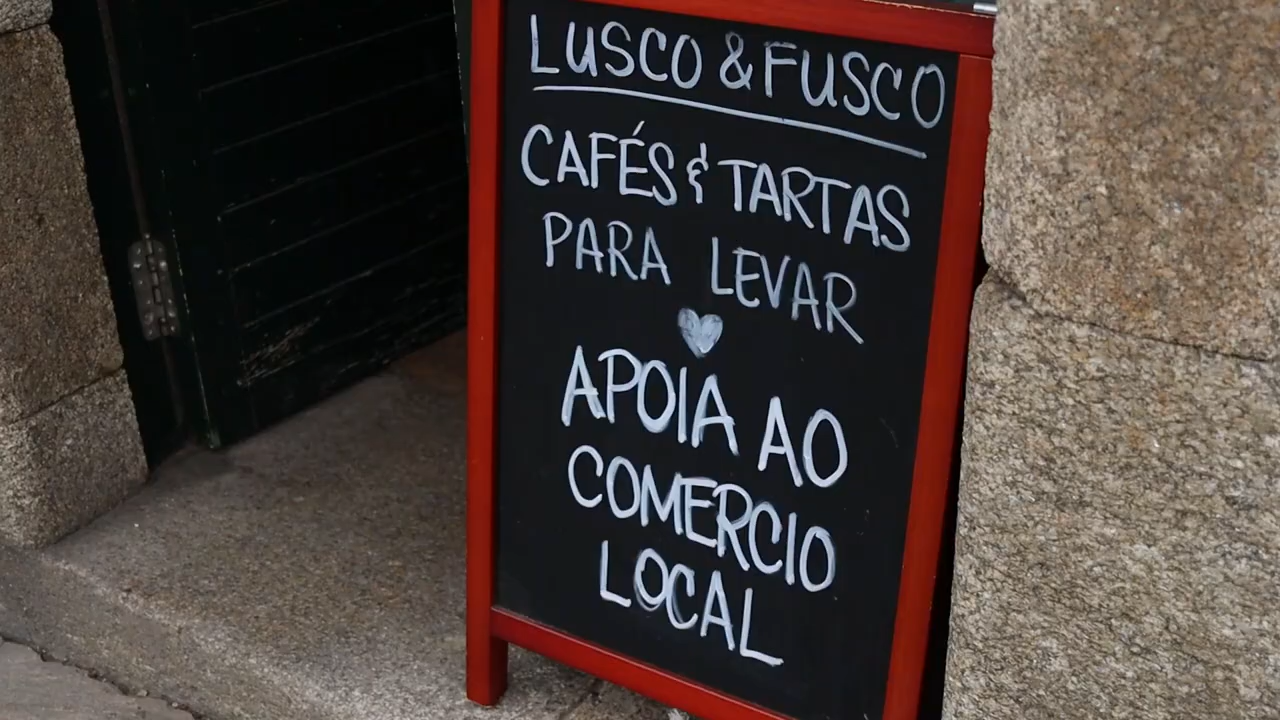 LUSCO & FUSCO
CAFÉS & TARTAS
PARA LEVAR
APOIA AO
COMERCIO
LOCAL